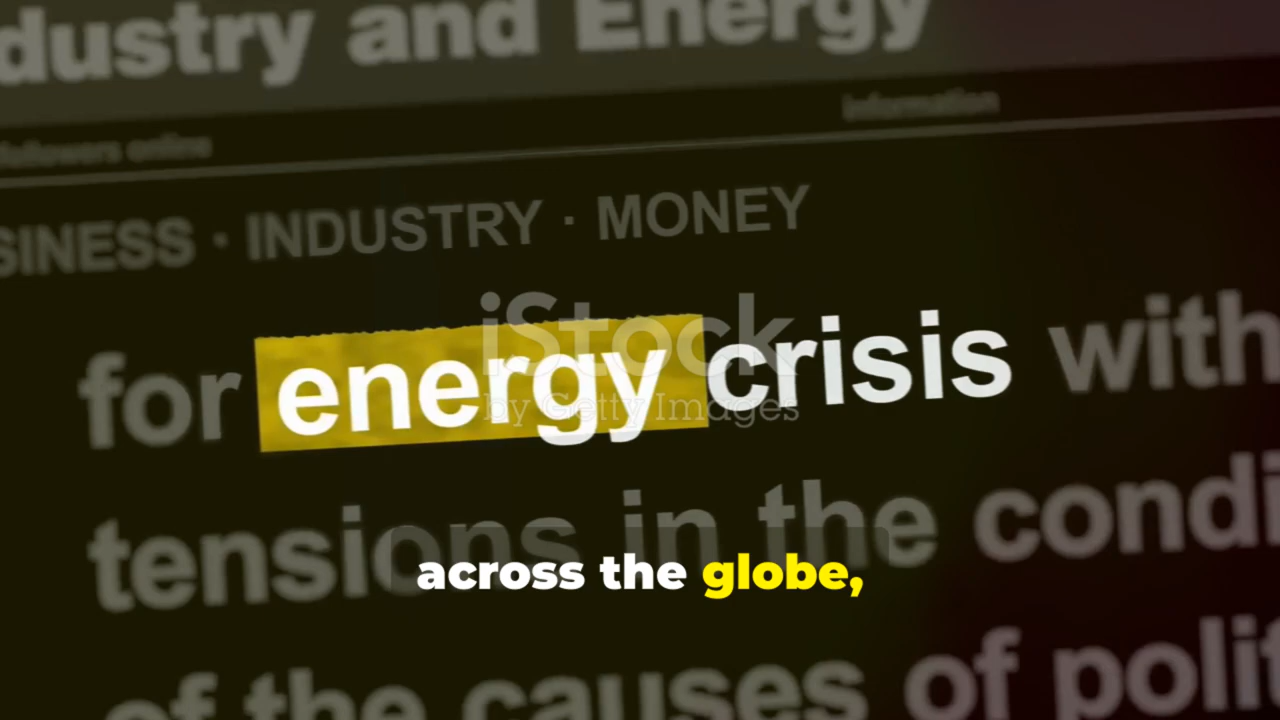 dustry and Energy
information
followers online
SINESS · INDUSTRY · MONEY
iStock
for energy crisis with
by Getty Images
tensions in the condi
across the globe,
of the causes of polit